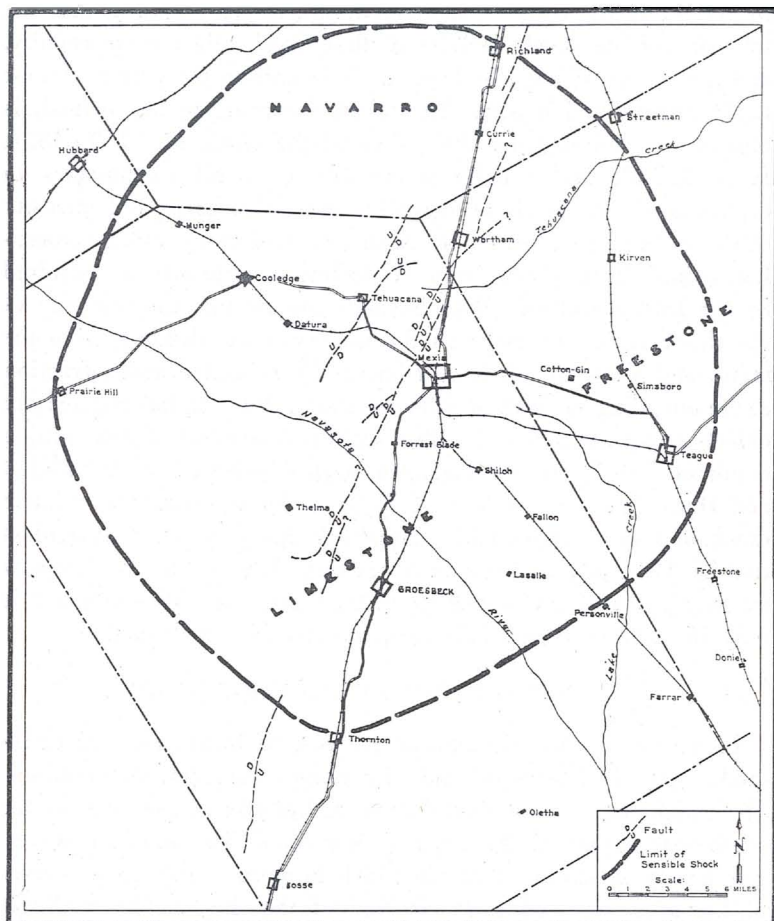 Richland
NAVARRO
Streetman
Currie
Hubbard
Creek
Tehuacana
Munger
Wortham
Kirven
Cooledge
Tehuacana
FREESTONE
Datura
Mexia
Cotton-Gin
Simsboro
Prairie Hill
Navasota
Forrest Glade
Teague
Shiloh
Thelma
Fallon
Creek
LIMESTONE
Lasalle
Freestone
GROESBECK
Personville
River
Lake
Donie
Farrar
Thornton
Oletha
Kosse
D U Fault
Limit of
Sensible Shock
Scale:
0 1 2 3 4 5 6 MILES
N